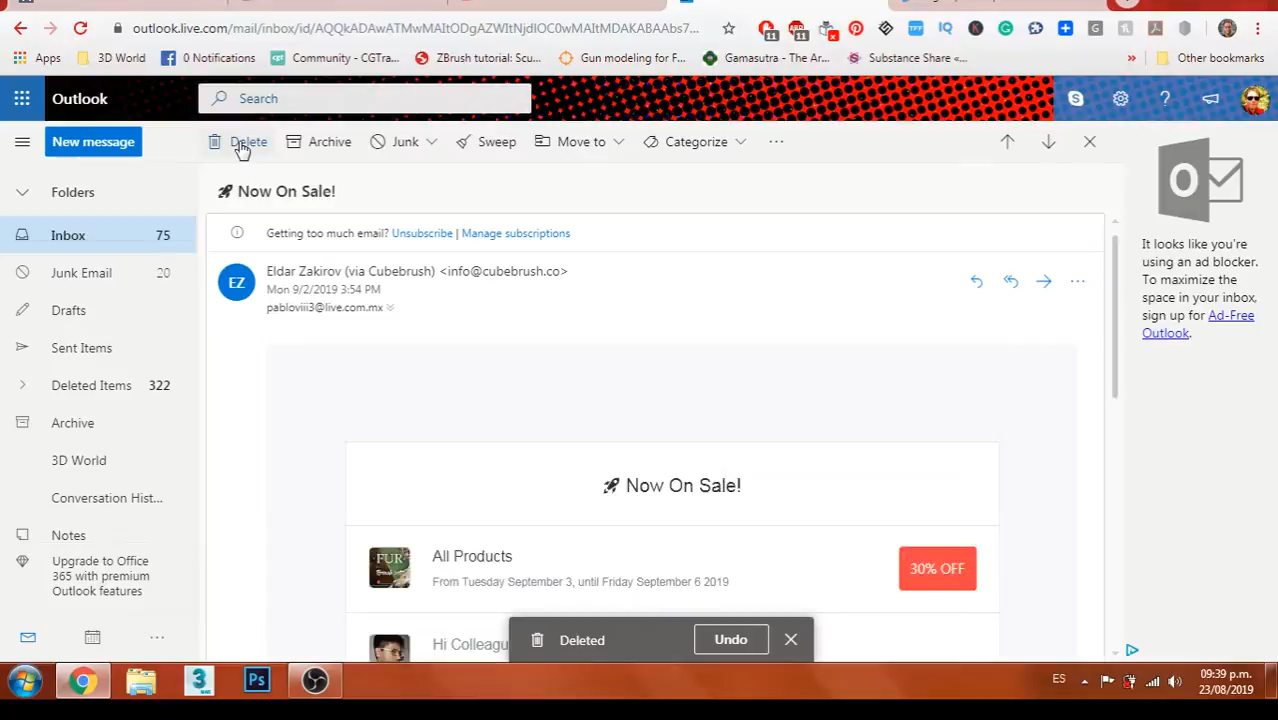 outlook.live.com/mail/inbox/id/AQQkADAwATMwMAItODgAZWItNjdlOC0wMAItMDAKABAAbs7...
11
11
Apps
3D World
0 Notifications
Community - CGTra...
ZBrush tutorial: Scu...
Gun modeling for F...
Gamasutra - The Ar...
Substance Share «...
»
Other bookmarks
Outlook
Search
New message
Delete
Archive
Junk
Sweep
Move to
Categorize
Folders
Now On Sale!
Inbox 75
Getting too much email? Unsubscribe | Manage subscriptions
Junk Email 20
EZ
Eldar Zakirov (via Cubebrush) <info@cubebrush.co>
Mon 9/2/2019 3:54 PM
pabloviii3@live.com.mx
Drafts
Sent Items
Deleted Items 322
Archive
3D World
Conversation Hist...
Notes
Upgrade to Office
365 with premium
Outlook features
Now On Sale!
FUR
All Products
From Tuesday September 3, until Friday September 6 2019
30% OFF
Hi Colleagu
Deleted
Undo
It looks like you're
using an ad blocker.
To maximize the
space in your inbox,
sign up for Ad-Free
Outlook.
3
Ps
ES
09:39 p.m.
23/08/2019